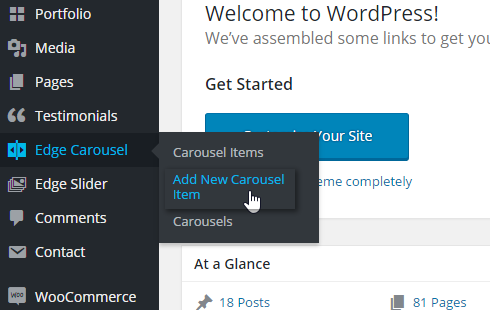 Portfolio
Media
Pages
Testimonials
Edge Carousel
Edge Slider
Comments
Contact
WOO
WooCommerce
Carousel Items
Add New Carousel
Item
Carousels
Welcome to WordPress!
We've assembled some links to get you
Get Started
Your Site
eme completely
At a Glance
18 Posts
81 Pages